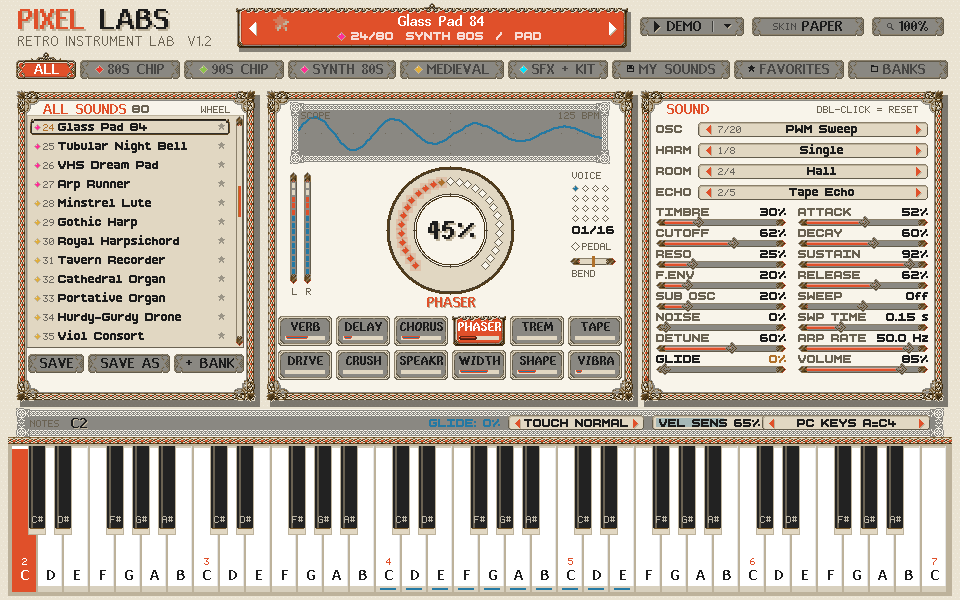 PIXEL LABS
RETRO INSTRUMENT LAB V1.2
Glass Pad 84
24/80 SYNTH 80S / PAD
DEMO
SKIN PAPER
100%
ALL
80S CHIP
90S CHIP
SYNTH 80S
MEDIEVAL
SFX + KIT
MY SOUNDS
FAVORITES
BANKS
ALL SOUNDS 80 WHEEL
24 Glass Pad 84
25 Tubular Night Bell
26 VHS Dream Pad
27 Arp Runner
28 Minstrel Lute
29 Gothic Harp
30 Royal Harpsichord
31 Tavern Recorder
32 Cathedral Organ
33 Portative Organ
34 Hurdy-Gurdy Drone
35 Viol Consort
SAVE
SAVE AS
+ BANK
SCOPE 125 BPM
L R
45%
PHASER
VOICE
01/16
PEDAL
BEND
VERB DELAY CHORUS PHASER TREM TAPE
DRIVE CRUSH SPEAKR WIDTH SHAPE VIBRA
SOUND DBL-CLICK = RESET
OSC 7/20 PWM Sweep
HARM 1/8 Single
ROOM 2/4 Hall
ECHO 2/5 Tape Echo
TIMBRE 30% ATTACK 52%
CUTOFF 62% DECAY 60%
RESO 25% SUSTAIN 92%
F.ENV 20% RELEASE 62%
SUB OSC 20% SWEEP Off
NOISE 0% SWP TIME 0.15 s
DETUNE 60% ARP RATE 50.0 Hz
GLIDE 0% VOLUME 85%
NOTES C2
GLIDE: 0%
TOUCH NORMAL
VEL SENS 65%
PC KEYS A=C4
C# D# F# G# A# C# D# F# G# A# C# D# F# G# A# C# D# F# G# A# C# D# F# G# A#
2 3 4 5 6 7
C D E F G A B C D E F G A B C D E F G A B C D E F G A B C D E F G A B C